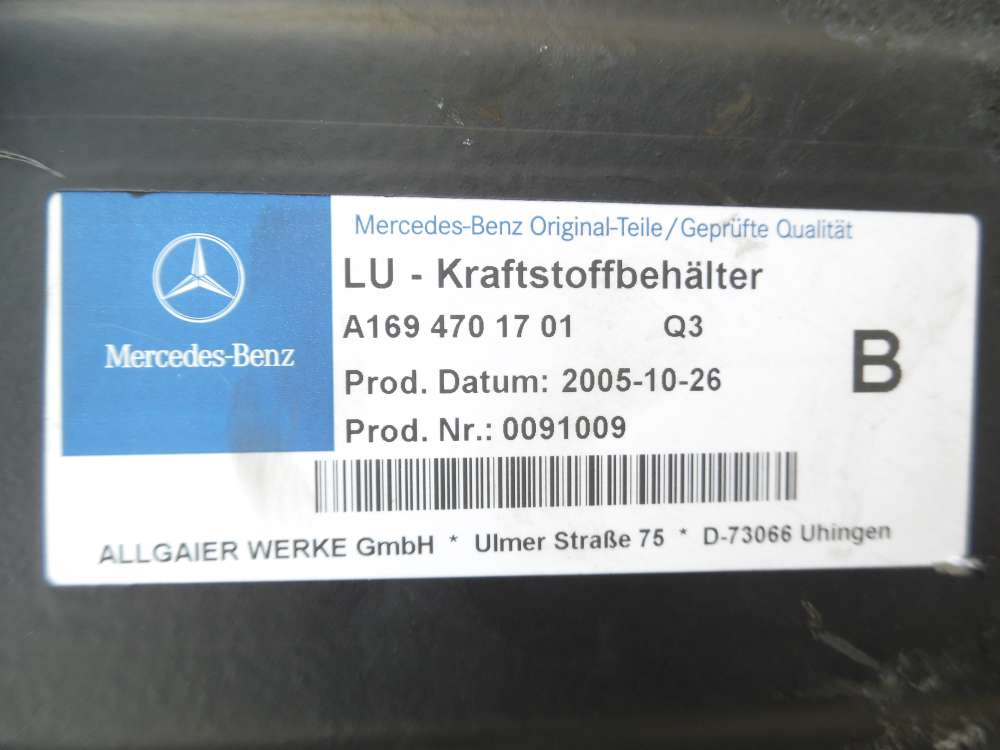 Mercedes-Benz Original-Teile/Geprüfte Qualität
Mercedes-Benz
LU - Kraftstoffbehälter
A169 470 17 01 Q3
B
Prod. Datum: 2005-10-26
Prod. Nr.: 0091009
ALLGAIER WERKE GmbH * Ulmer Straße 75 * D-73066 Uhingen